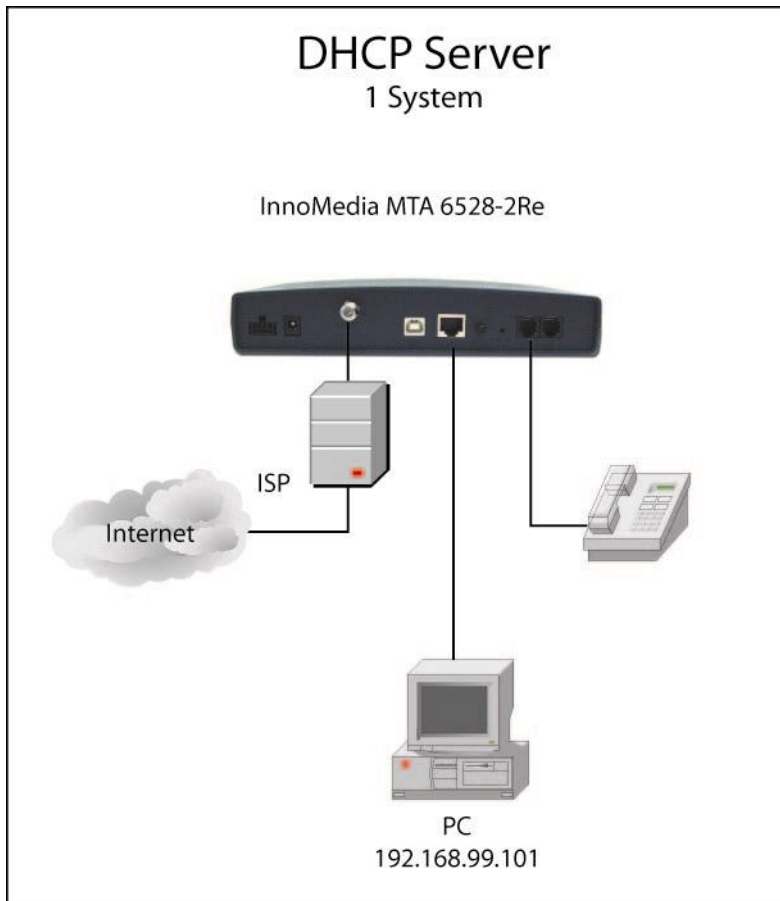 DHCP Server
1 System
InnoMedia MTA 6528-2Re
ISP
Internet
PC
192.168.99.101